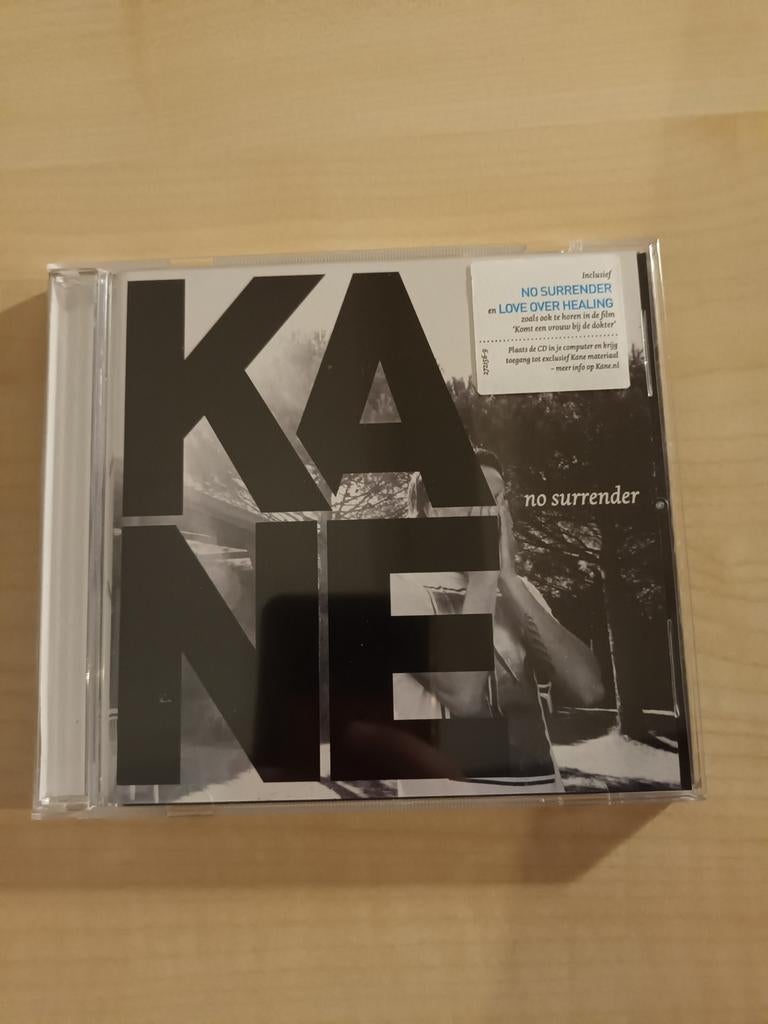 KA
NE
Inclusief
NO SURRENDER
en LOVE OVER HEALING
zoals ook te horen in de film
'Komt een vrouw bij de dokter'
Plaats de CD in je computer en krijg
toegang tot exclusief Kane materiaal
– meer info op Kane.nl
272156-9
no surrender